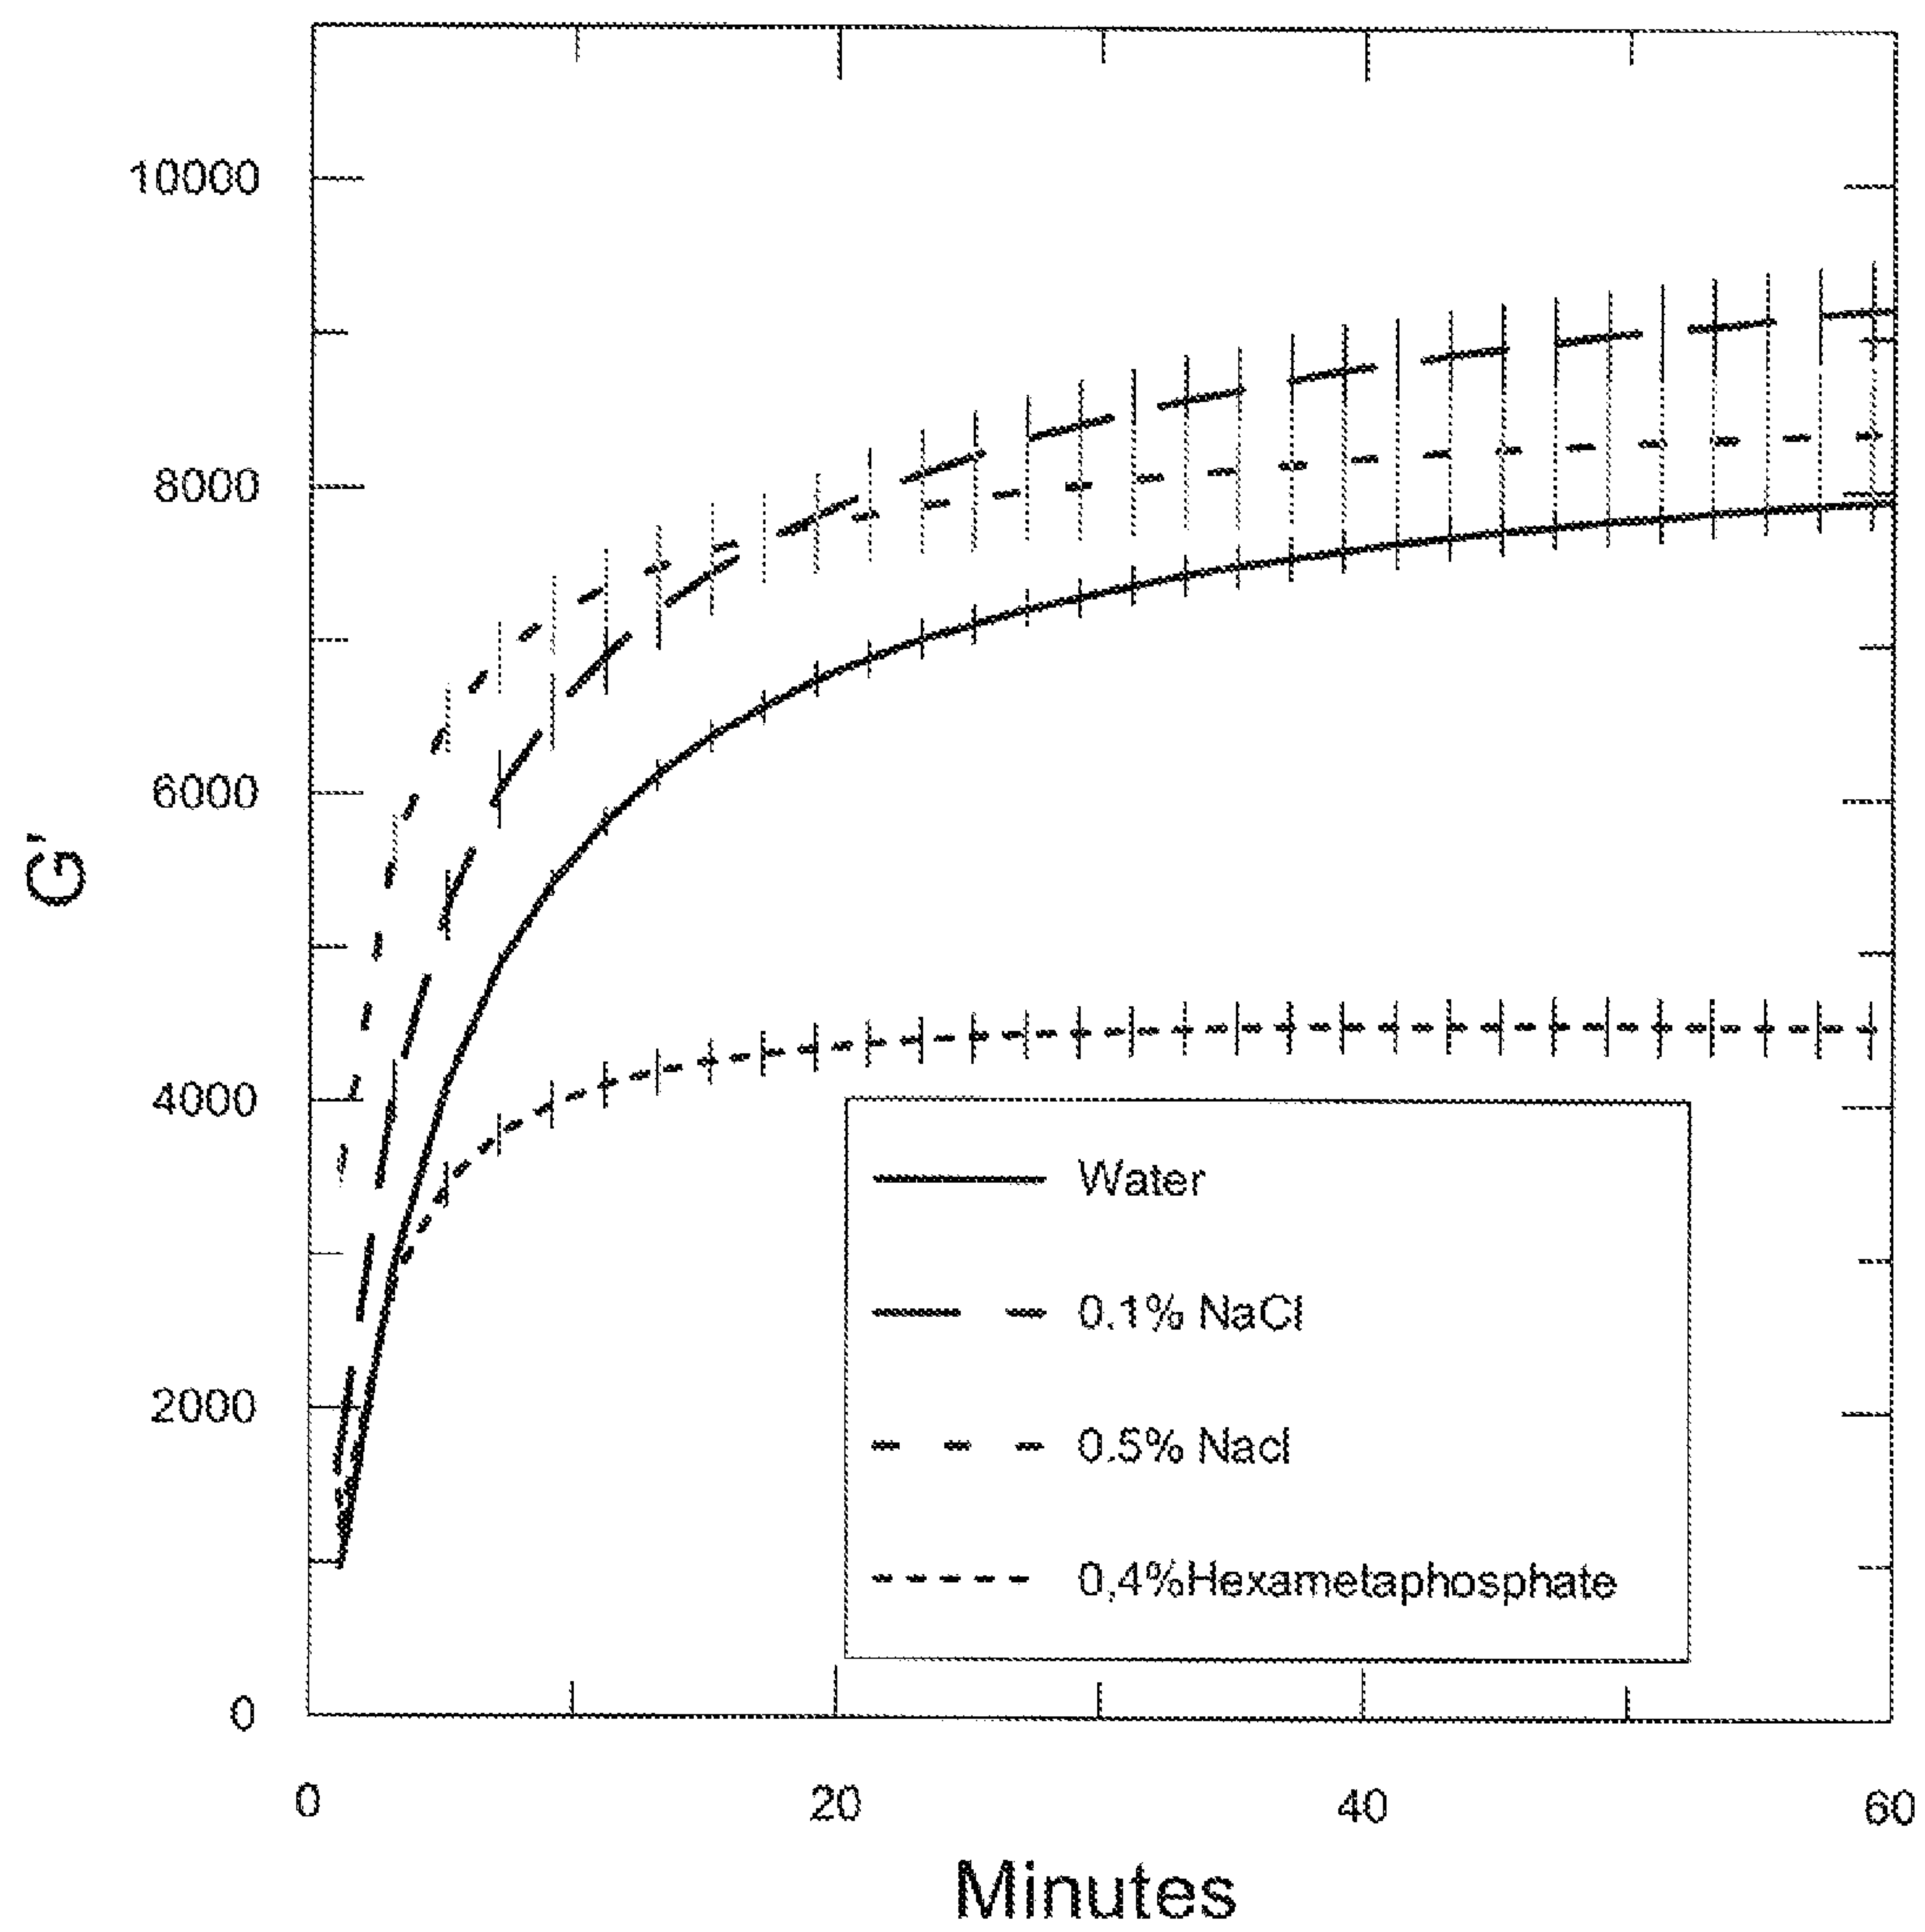 10000
8000
6000
4000
2000
0
G'
Water
0.1% NaCl
0.5% Nacl
0,4%Hexametaphosphate
0
20
40
60
Minutes